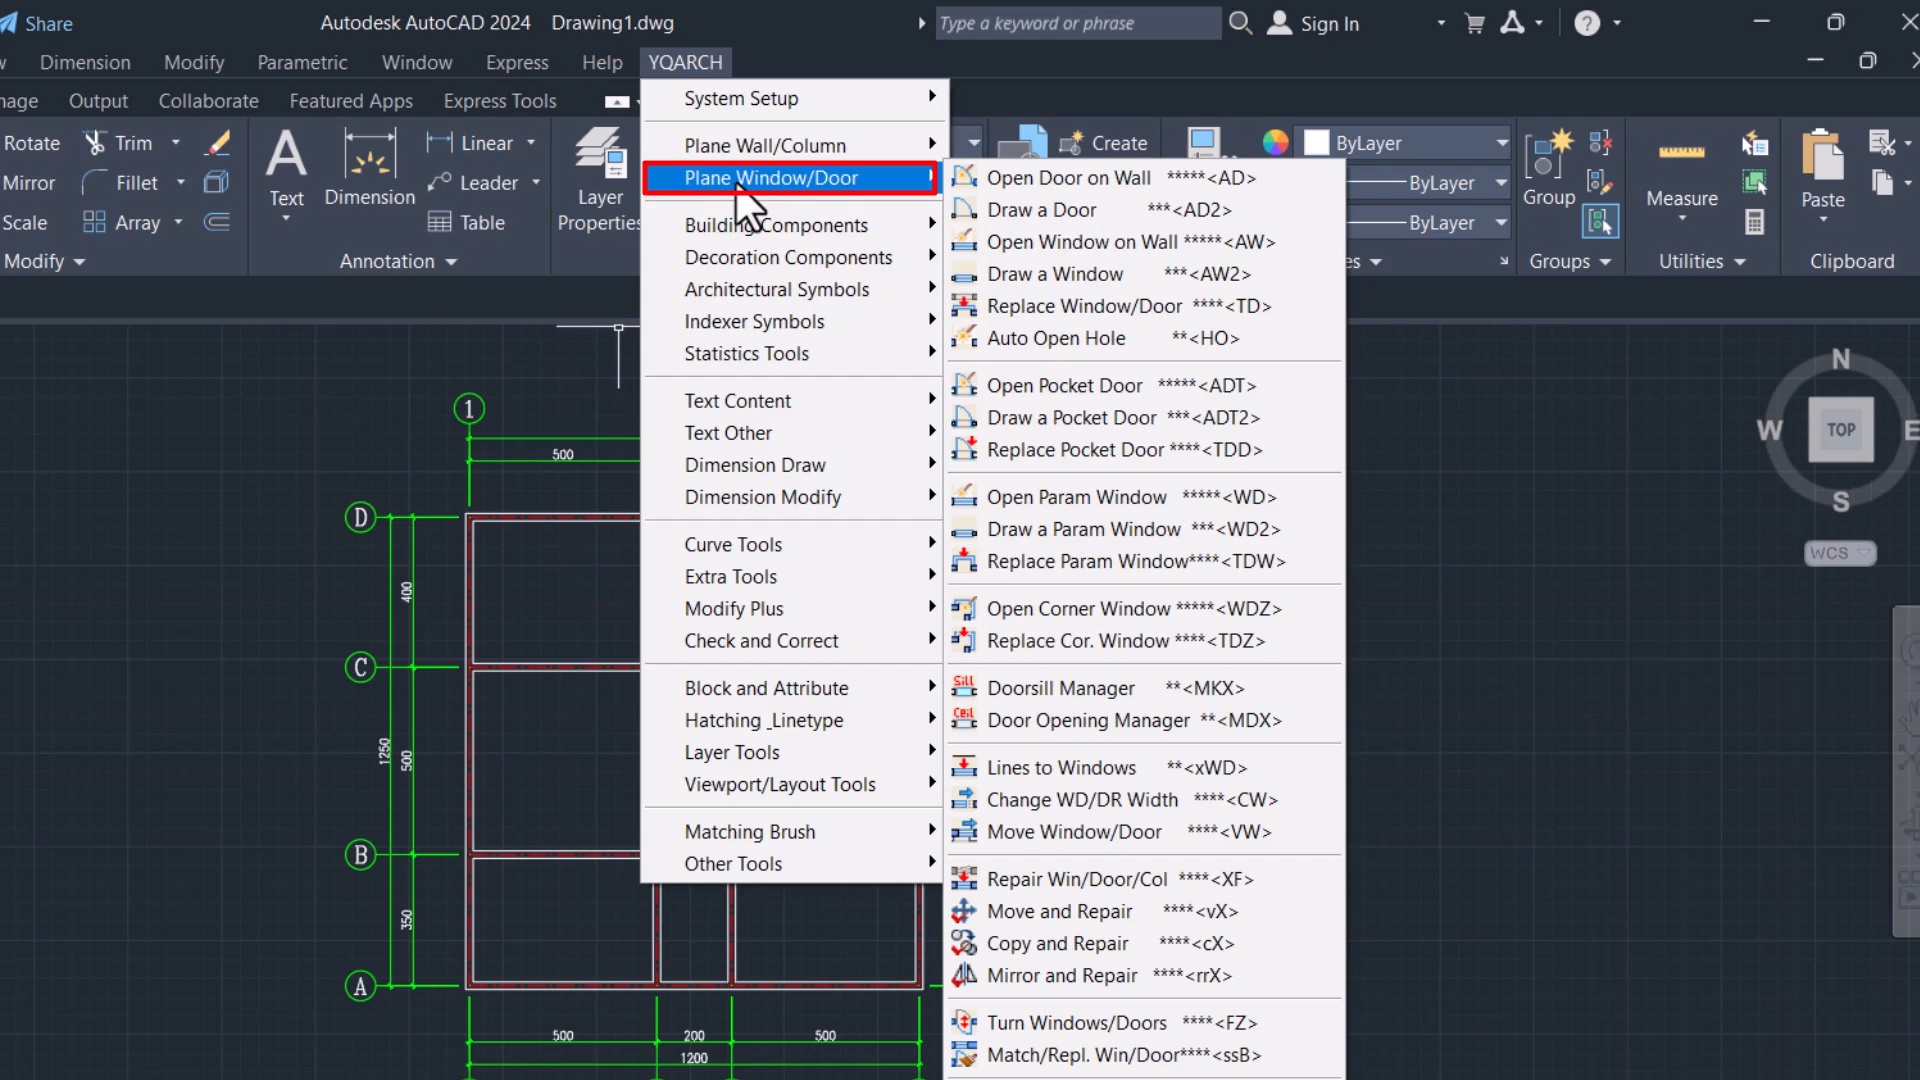 Share
Autodesk AutoCAD 2024 Drawing1.dwg
Type a keyword or phrase
Sign In
Dimension Modify Parametric Window Express Help YQARCH
Output Collaborate Featured Apps Express Tools
Rotate
Mirror
Scale
Trim
Fillet
Array
Modify
Text
Dimension
Linear
Leader
Table
Annotation
Layer
Properties
Create
ByLayer
ByLayer
ByLayer
Group
Groups
Measure
Utilities
Paste
Clipboard
System Setup
Plane Wall/Column
Plane Window/Door
Building Components
Decoration Components
Architectural Symbols
Indexer Symbols
Statistics Tools
Text Content
Text Other
Dimension Draw
Dimension Modify
Curve Tools
Extra Tools
Modify Plus
Check and Correct
Block and Attribute
Hatching _Linetype
Layer Tools
Viewport/Layout Tools
Matching Brush
Other Tools
Open Door on Wall *****<AD>
Draw a Door ***<AD2>
Open Window on Wall *****<AW>
Draw a Window ***<AW2>
Replace Window/Door ****<TD>
Auto Open Hole **<HO>
Open Pocket Door *****<ADT>
Draw a Pocket Door ***<ADT2>
Replace Pocket Door ****<TDD>
Open Param Window *****<WD>
Draw a Param Window ***<WD2>
Replace Param Window****<TDW>
Open Corner Window *****<WDZ>
Replace Cor. Window ****<TDZ>
Sill Doorsill Manager **<MKX>
Ceil Door Opening Manager **<MDX>
Lines to Windows **<xWD>
Change WD/DR Width ****<CW>
Move Window/Door ****<VW>
Repair Win/Door/Col ****<XF>
Move and Repair ****<vX>
Copy and Repair ****<cX>
Mirror and Repair ****<rrX>
Turn Windows/Doors ****<FZ>
Match/Repl. Win/Door****<ssB>
1
500
D
400
C
1250
500
B
350
A
500 200 500
1200
N
W TOP E
S
WCS